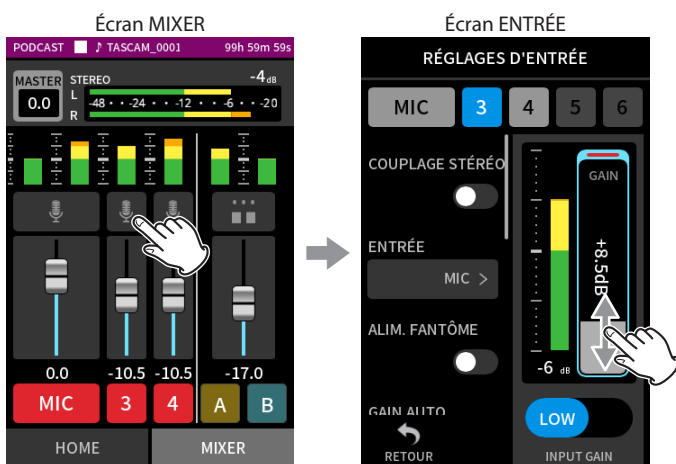 Écran MIXER
PODCAST ♪ TASCAM_0001 99h 59m 59s
MASTER
0.0
STEREO -4 dB
L
-48 · · -24 · · -12 · · -6 · · -20
R
0.0 -10.5 -10.5 -17.0
MIC 3 4 A B
HOME MIXER
Écran ENTRÉE
RÉGLAGES D'ENTRÉE
MIC 3 4 5 6
COUPLAGE STÉRÉO
ENTRÉE
MIC >
ALIM. FANTÔME
GAIN AUTO
RETOUR
GAIN
+8.5dB
-6 dB
LOW
INPUT GAIN